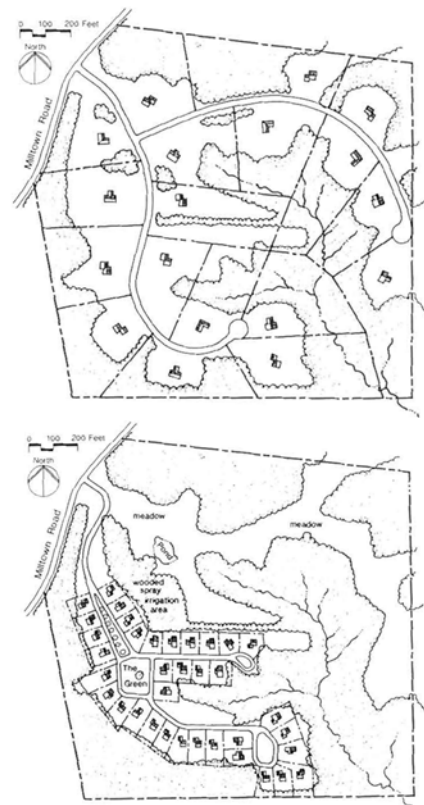 0 100 200 Feet
North
Milltown Road
0 100 200 Feet
North
Milltown Road
meadow
meadow
Pond
wooded
spray
irrigation
area
The
Green